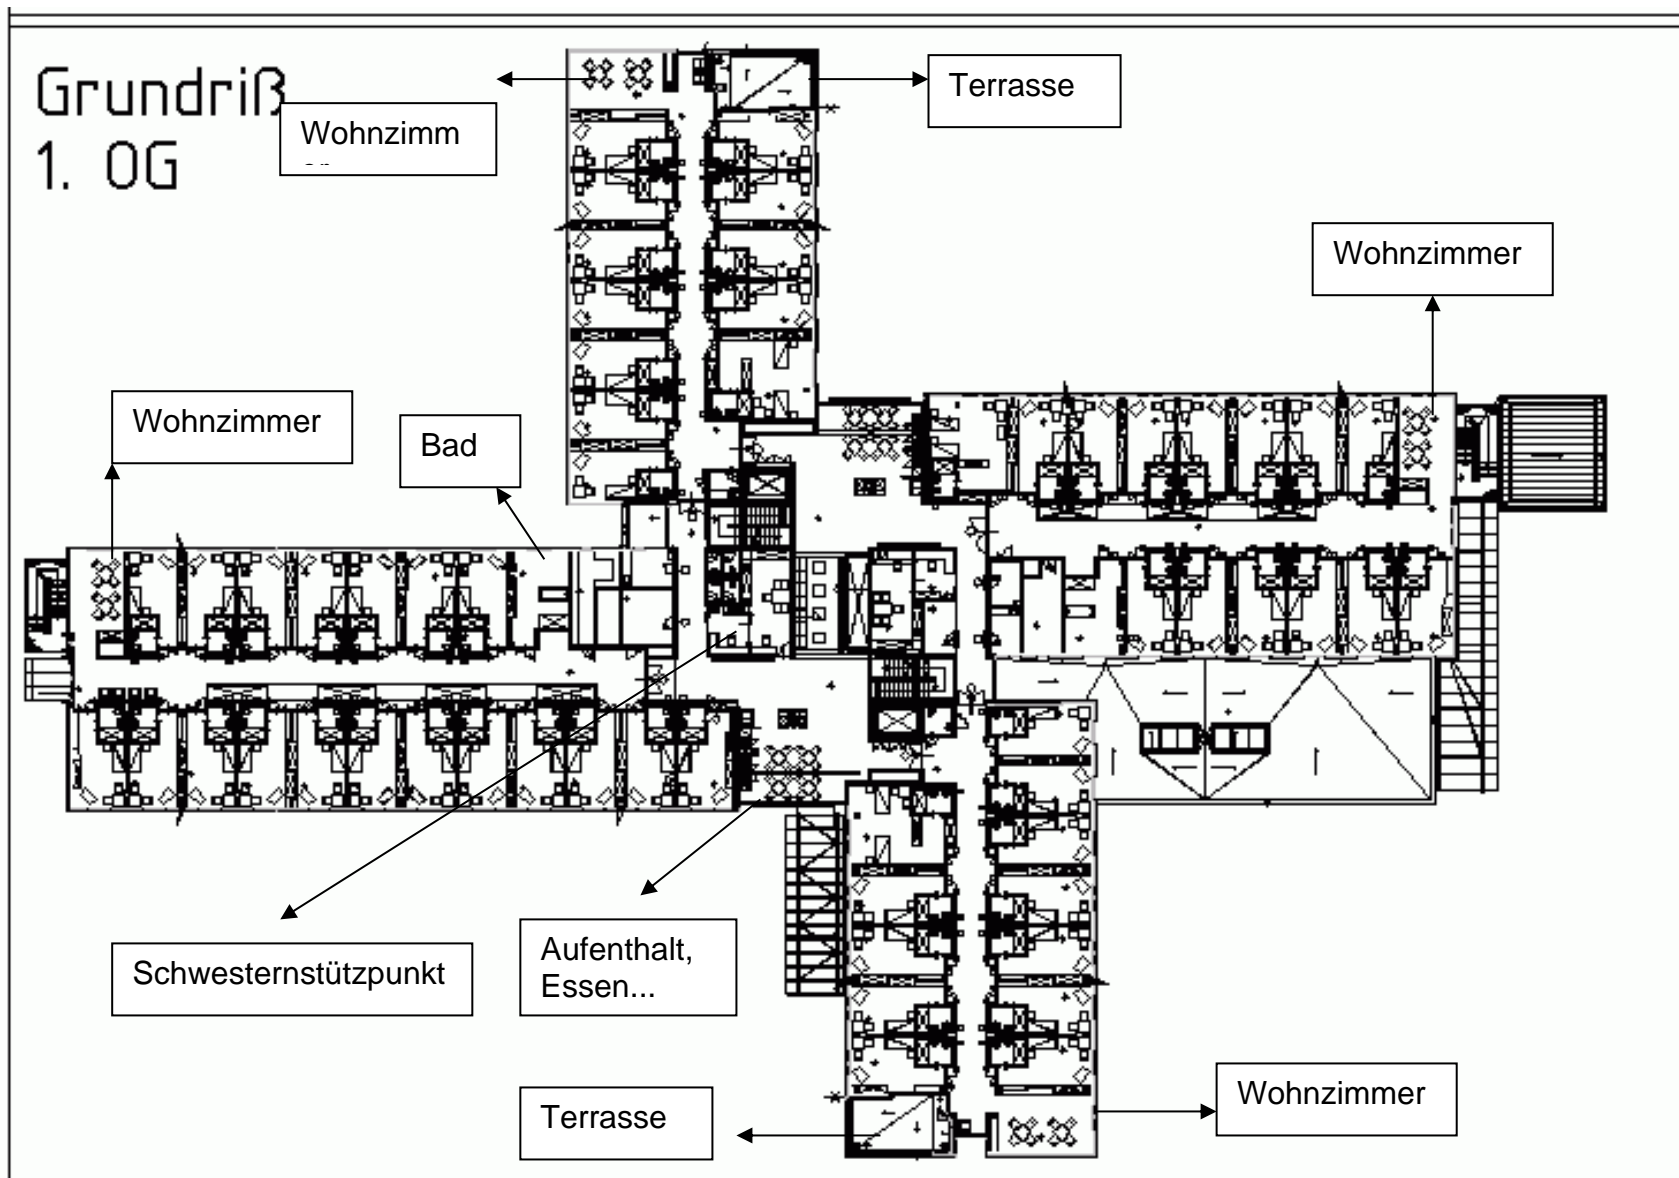 Grundriß
1. OG
Wohnzimm
Terrasse
Wohnzimmer
Wohnzimmer
Bad
Schwesternstützpunkt
Aufenthalt,
Essen...
Terrasse
Wohnzimmer